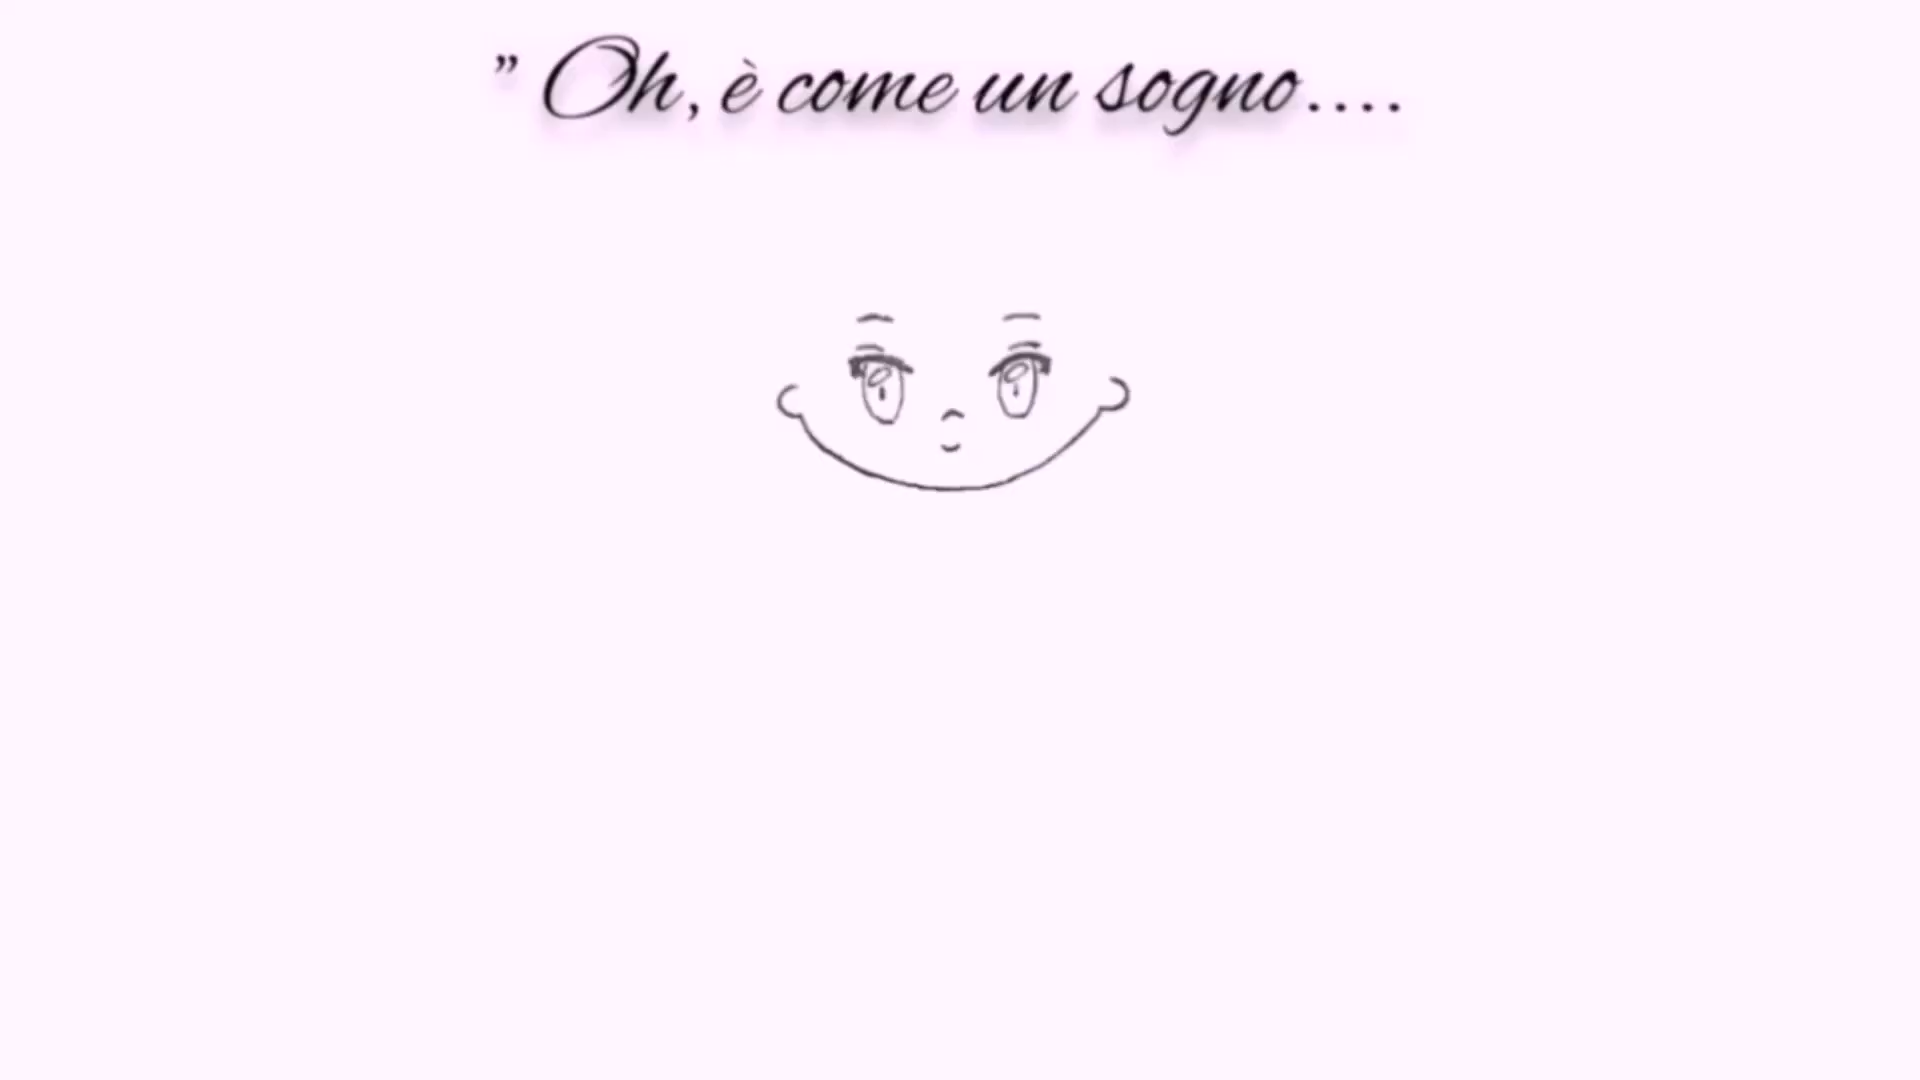 ” Oh, è come un sogno....